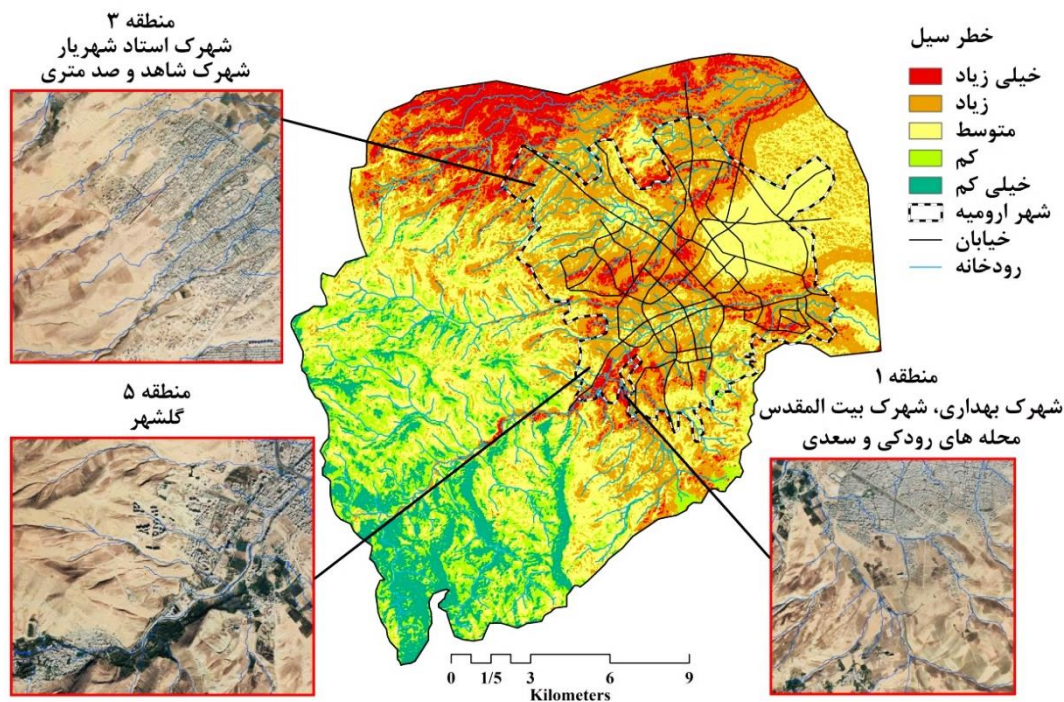 منطقه ۳
شهرک استاد شهریار
شهرک شاهد و صد متری
خطر سیل
خیلی زیاد
زیاد
متوسط
کم
خیلی کم
شهر ارومیه
خیابان
رودخانه
منطقه ۵
گلشهر
منطقه ۱
شهرک بهداری، شهرک بیت المقدس
محله های رودکی و سعدی
0 1/5 3 6 9
Kilometers